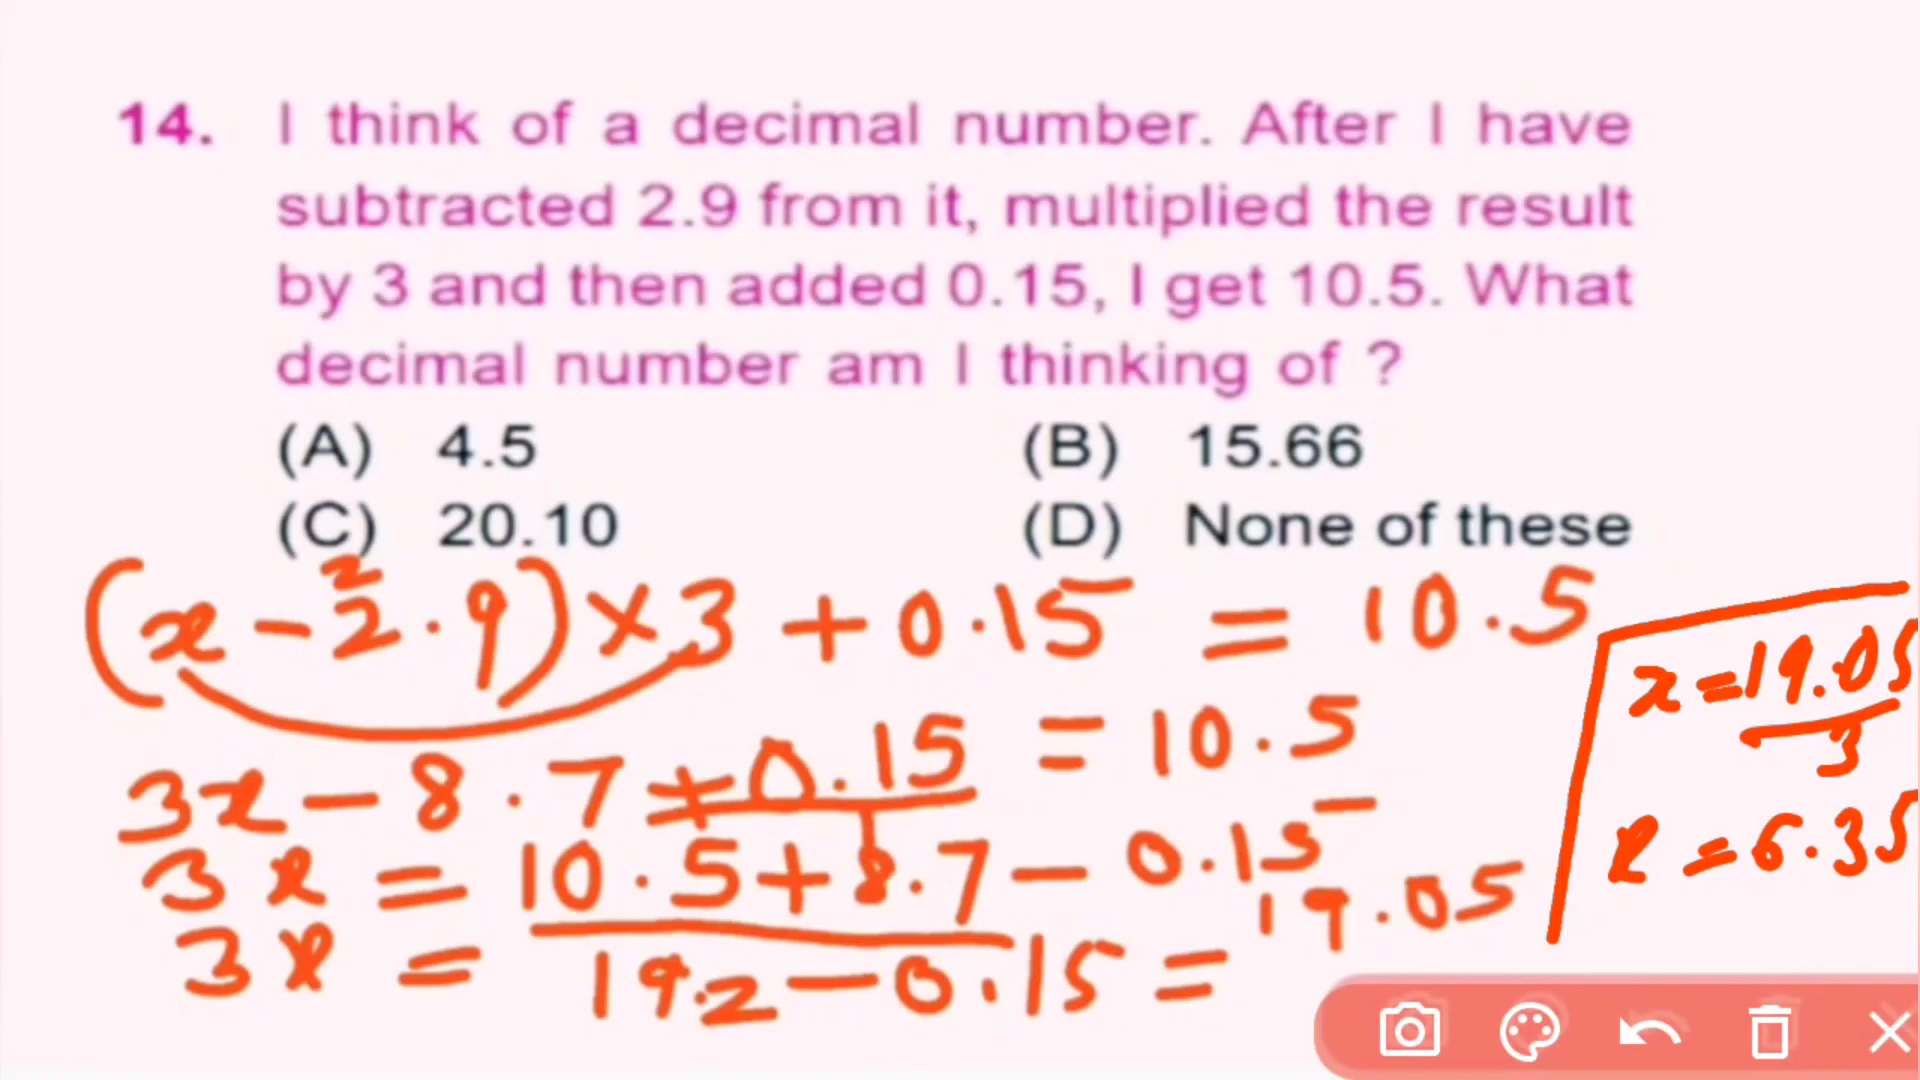 14. I think of a decimal number. After I have
subtracted 2.9 from it, multiplied the result
by 3 and then added 0.15, I get 10.5. What
decimal number am I thinking of ?
(A) 4.5 (B) 15.66
(C) 20.10 (D) None of these
2
(x - 2.9) × 3 + 0.15 = 10.5
3x - 8.7 + 0.15 = 10.5
3x = 10.5 + 8.7 - 0.15
3x = 19.2 - 0.15 = 19.05
x = 19.05
3
x = 6.35